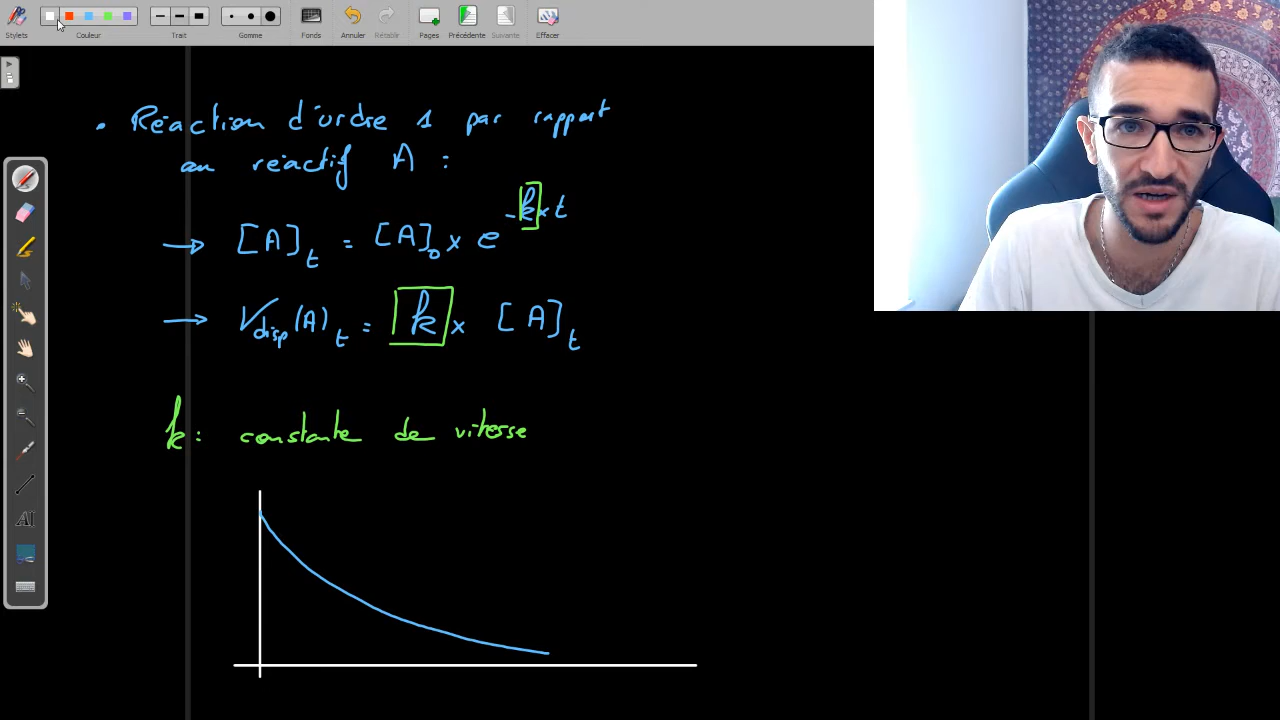 Stylets Couleur Trait Gomme Fonds Annuler Rétablir Pages Précédente Suivante Effacer
• Réaction d'ordre 1 par rapport
au réactif A :
→ [A]t = [A]0 × e^-k×t
→ Vdisp(A)t = k × [A]t
k : constante de vitesse